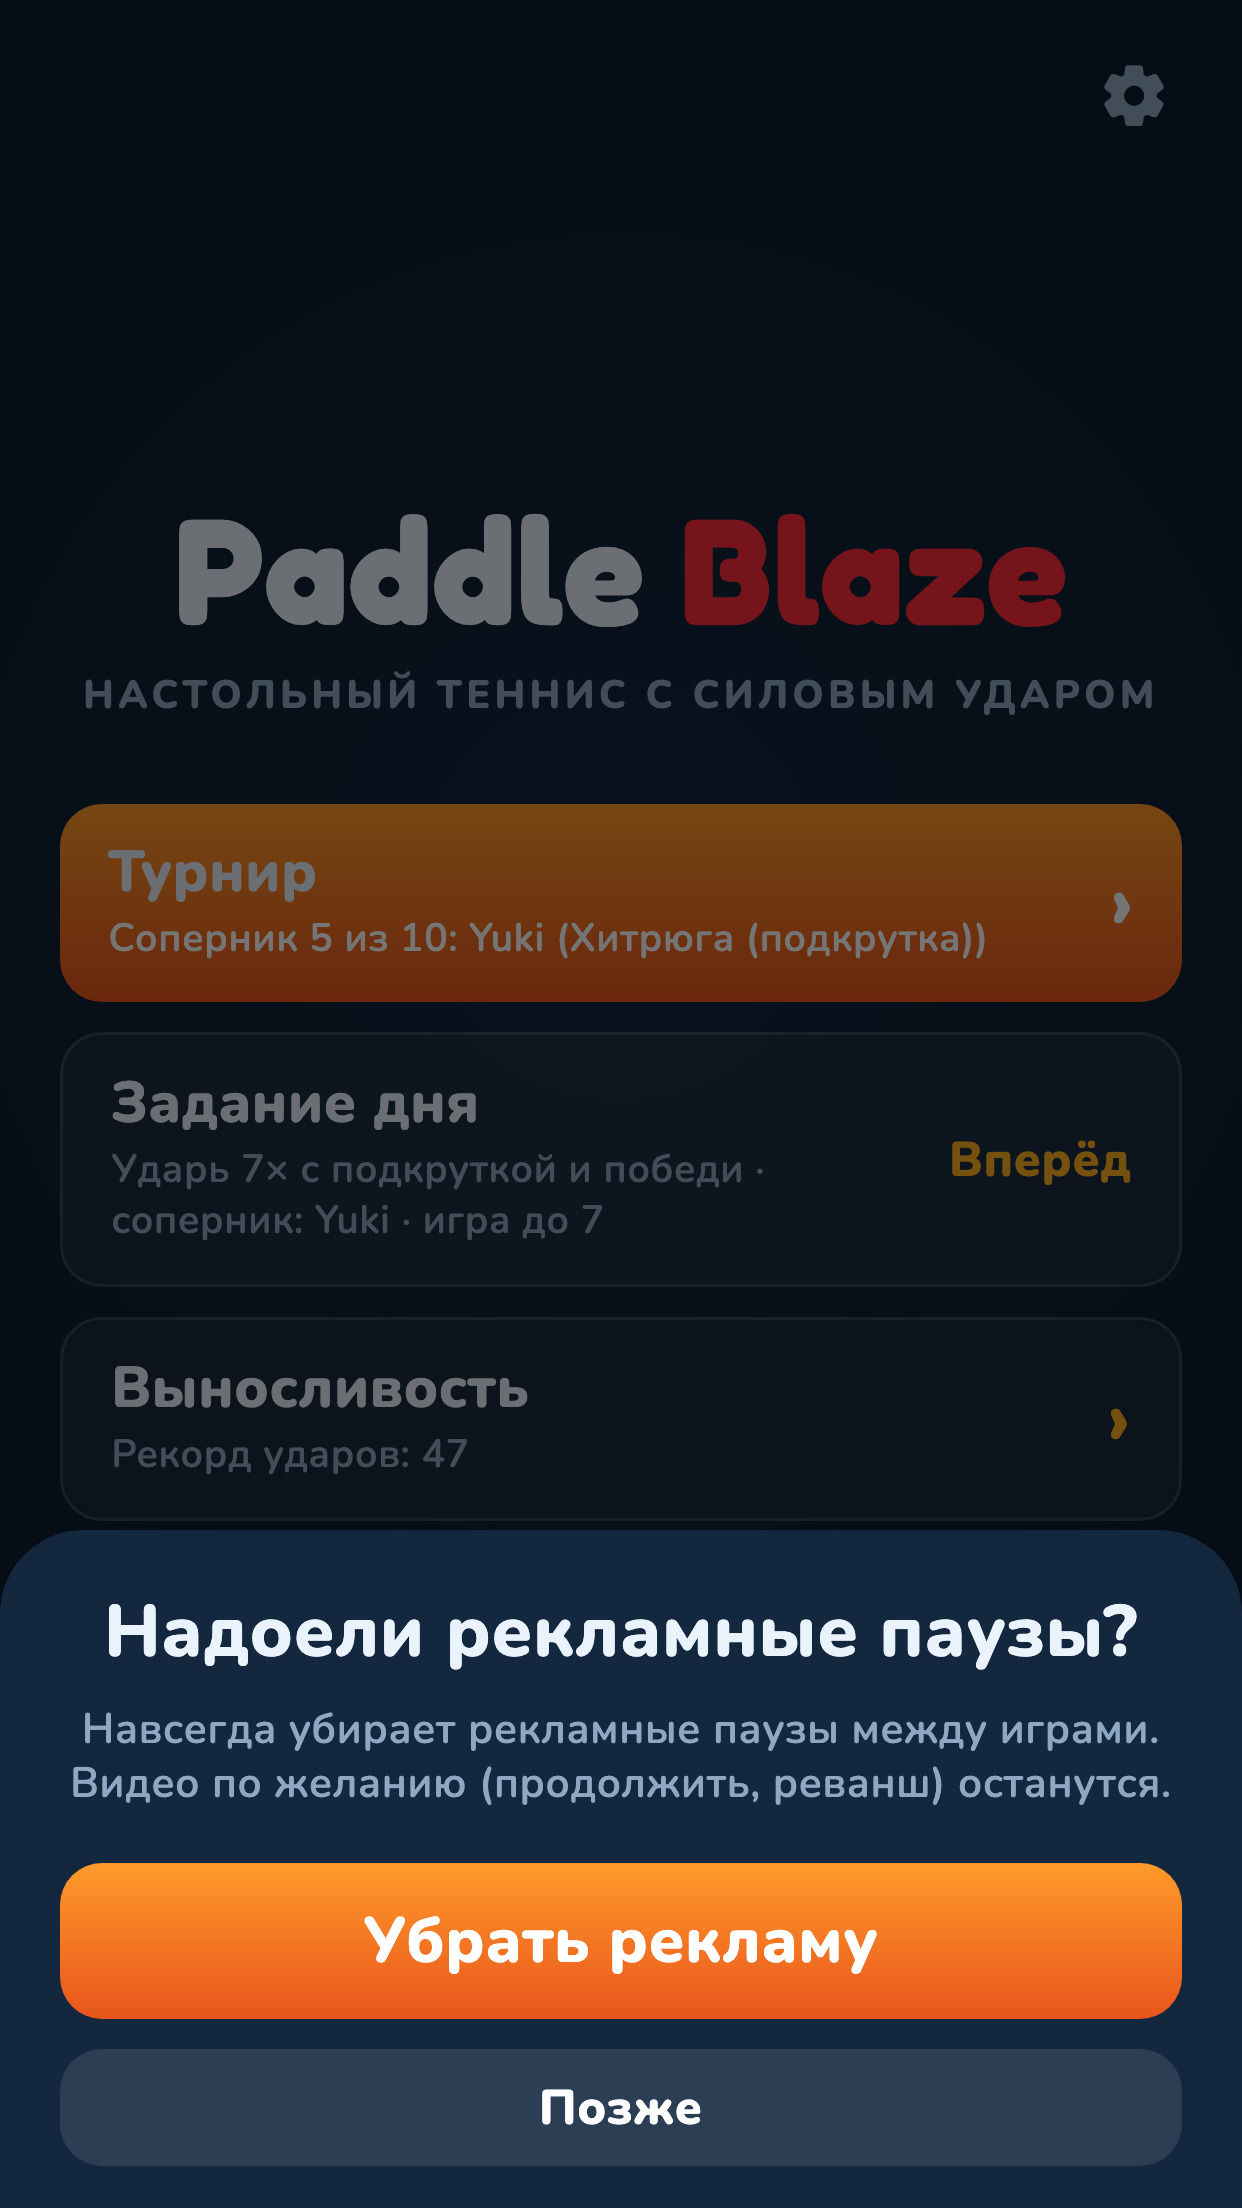 Paddle Blaze
НАСТОЛЬНЫЙ ТЕННИС С СИЛОВЫМ УДАРОМ
Турнир
Соперник 5 из 10: Yuki (Хитрюга (подкрутка))
›
Задание дня
Ударь 7× с подкруткой и победи ·
соперник: Yuki · игра до 7
Вперёд
Выносливость
Рекорд ударов: 47
›
Надоели рекламные паузы?
Навсегда убирает рекламные паузы между играми.
Видео по желанию (продолжить, реванш) останутся.
Убрать рекламу
Позже